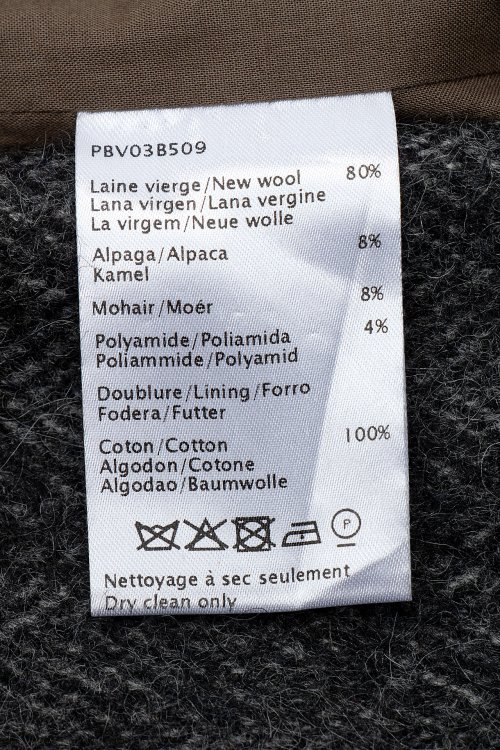 PBV03B509
Laine vierge/New wool 80%
Lana virgen/Lana vergine
La virgem/Neue wolle
Alpaga/Alpaca 8%
Kamel
Mohair/Moér 8%
Polyamide/Poliamida 4%
Poliammide/Polyamid
Doublure/Lining/Forro
Fodera/Futter
Coton/Cotton 100%
Algodon/Cotone
Algodao/Baumwolle
P
Nettoyage à sec seulement
Dry clean only